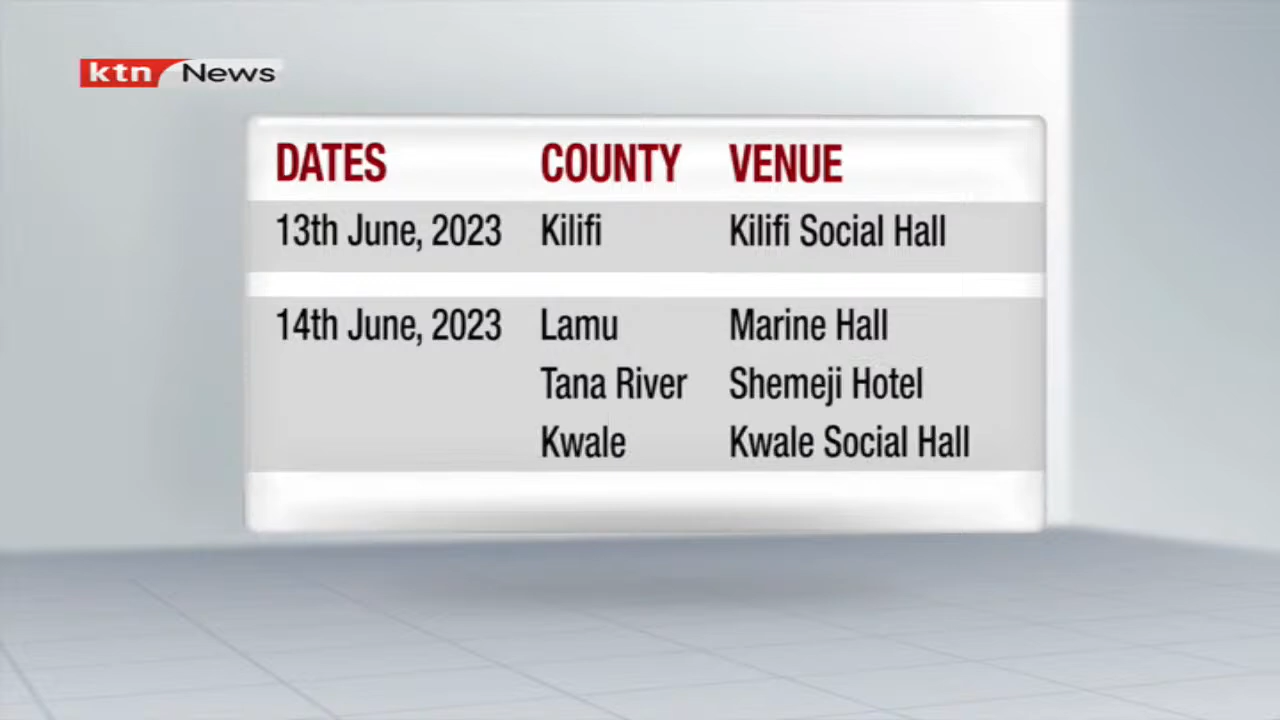 ktn News
DATES COUNTY VENUE
13th June, 2023 Kilifi Kilifi Social Hall
14th June, 2023 Lamu Marine Hall
Tana River Shemeji Hotel
Kwale Kwale Social Hall